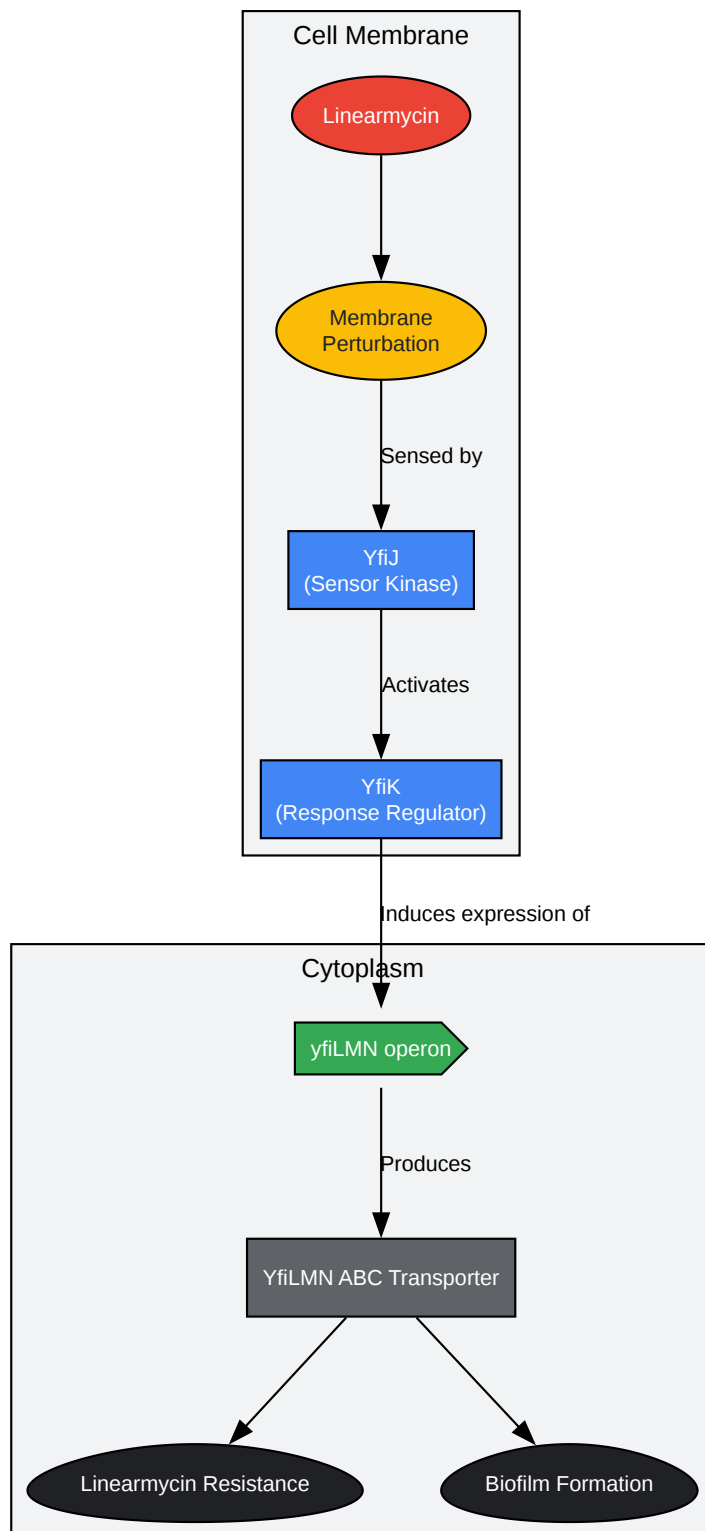 Cell Membrane
Linearmycin
Membrane
Perturbation
Sensed by
YfiJ
(Sensor Kinase)
Activates
YfiK
(Response Regulator)
Induces expression of
Cytoplasm
yfiLMN operon
Produces
YfiLMN ABC Transporter
Linearmycin Resistance
Biofilm Formation